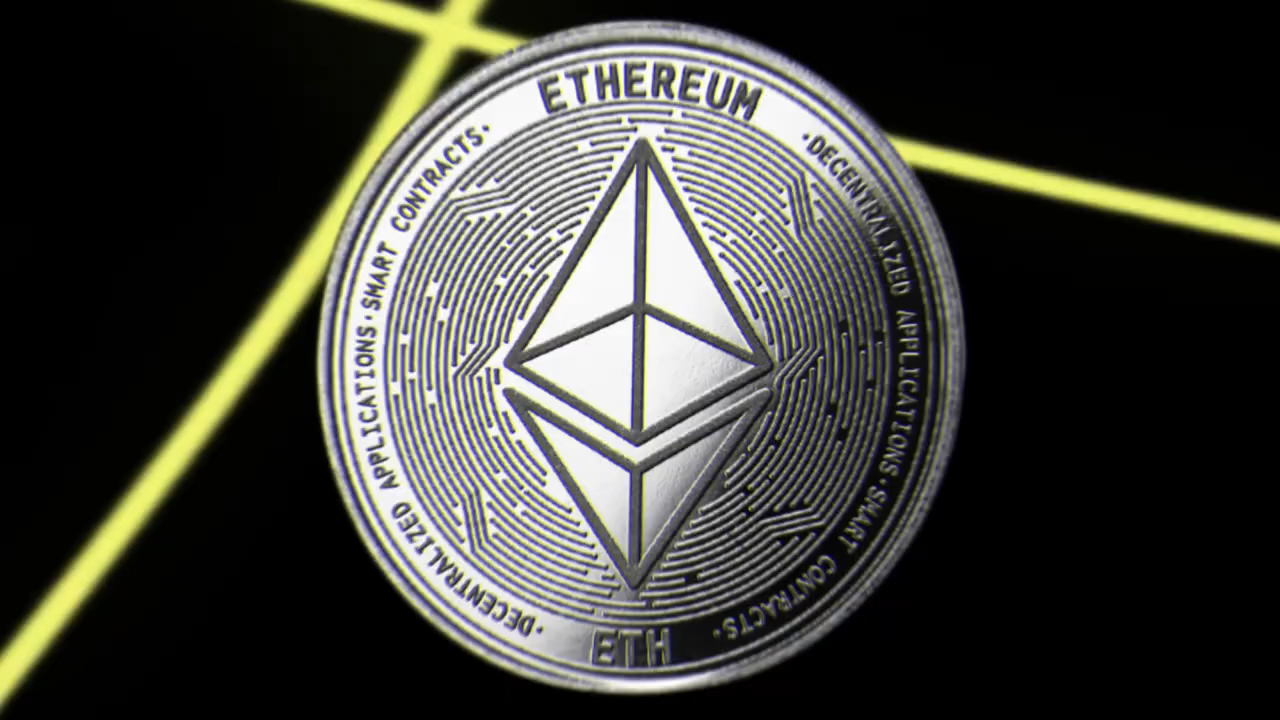 ETHEREUM
·DECENTRALIZED APPLICATIONS·SMART CONTRACTS·
ETH
·DECENTRALIZED APPLICATIONS·SMART CONTRACTS·